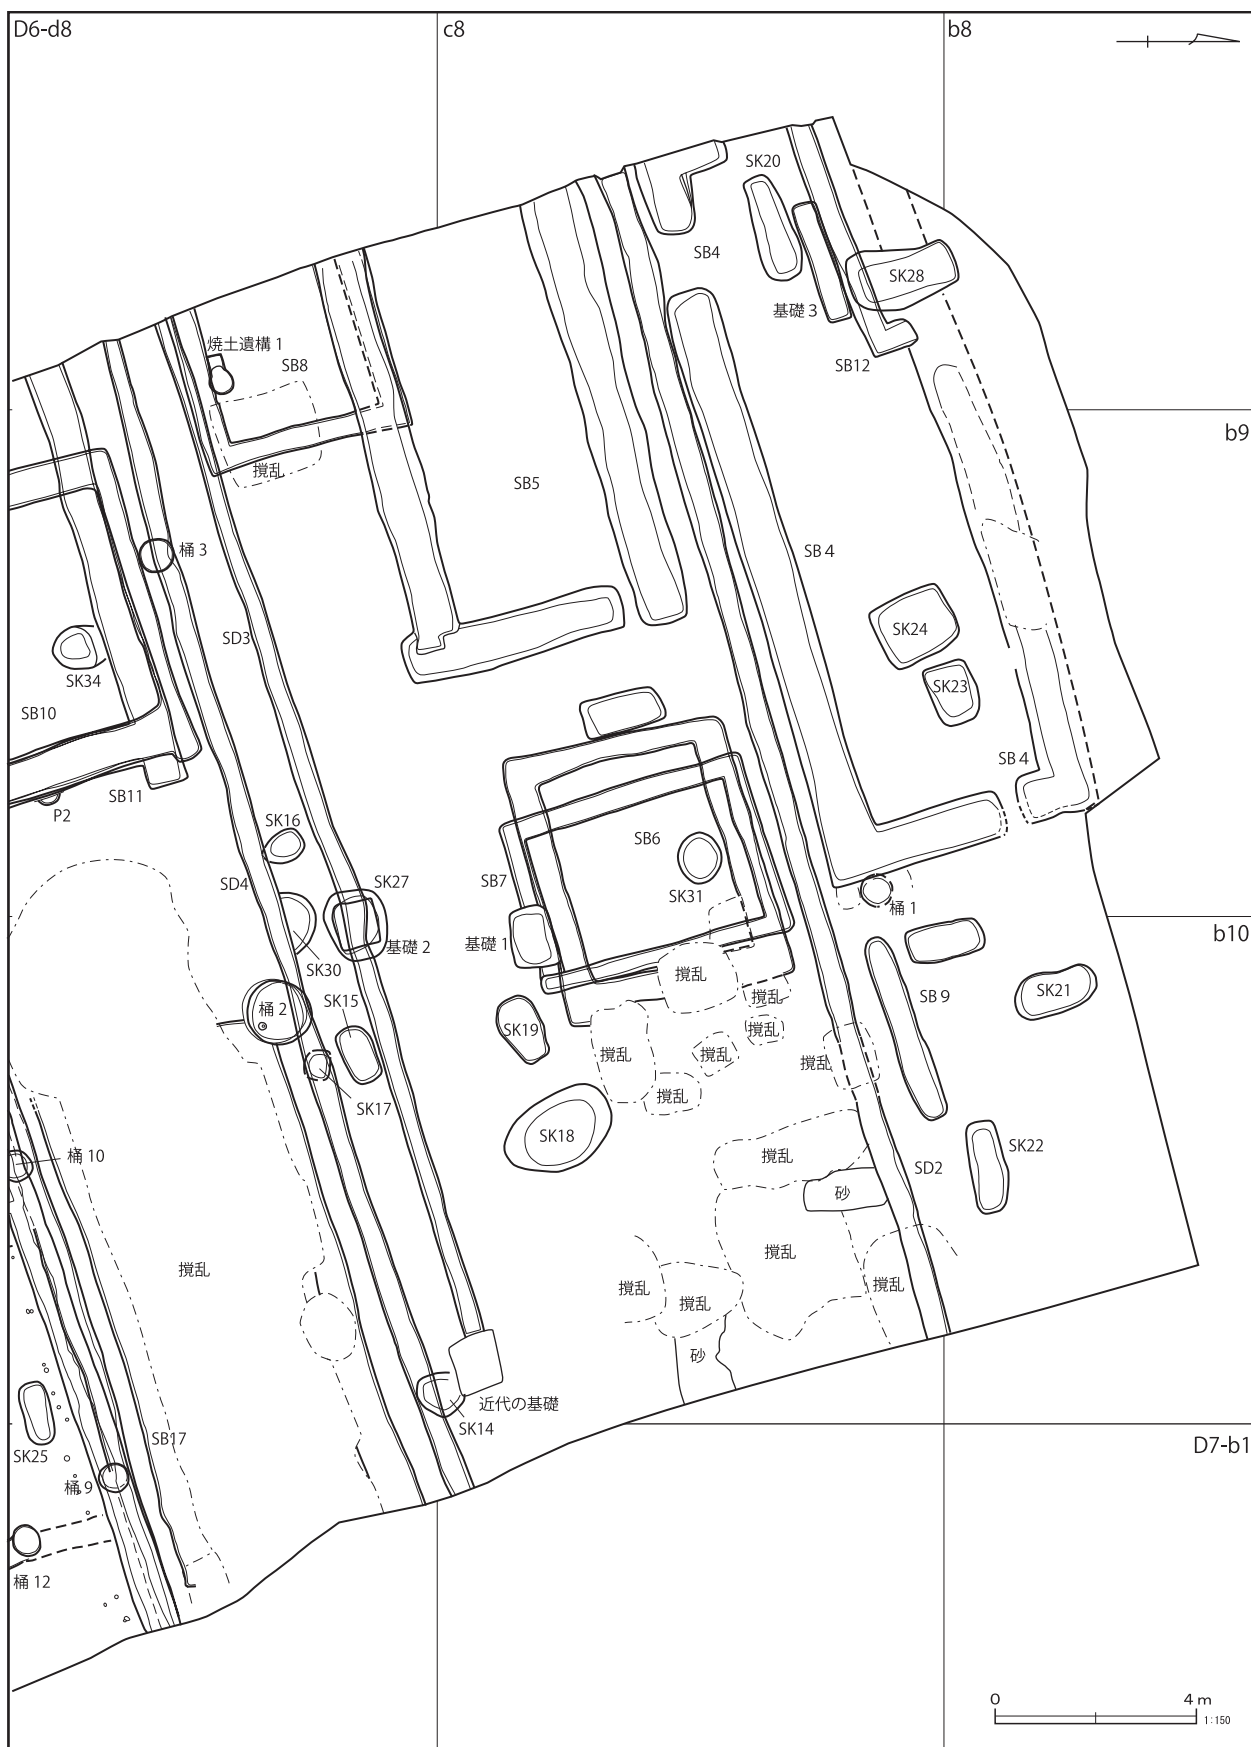 D6-d8
c8
b8
SK20
SB4
SK28
基礎 3
焼土遺構 1
SB8
SB12
b9
撹乱
SB5
桶 3
SB 4
SK24
SD3
SK34
SK23
SB10
SB 4
SB11
P2
SK16
SB6
SD4
SK27
SB7
SK31
桶 1
基礎 2
基礎 1
b10
SK30
撹乱
SB 9
SK21
撹乱
桶 2
SK15
SK19
撹乱
撹乱
撹乱
撹乱
撹乱
SK17
SK18
SK22
桶 10
撹乱
SD2
砂
撹乱
撹乱
撹乱
撹乱
撹乱
砂
近代の基礎
SK14
SB17
D7-b1
SK25
桶 9
桶 12
0
4 m
1:150